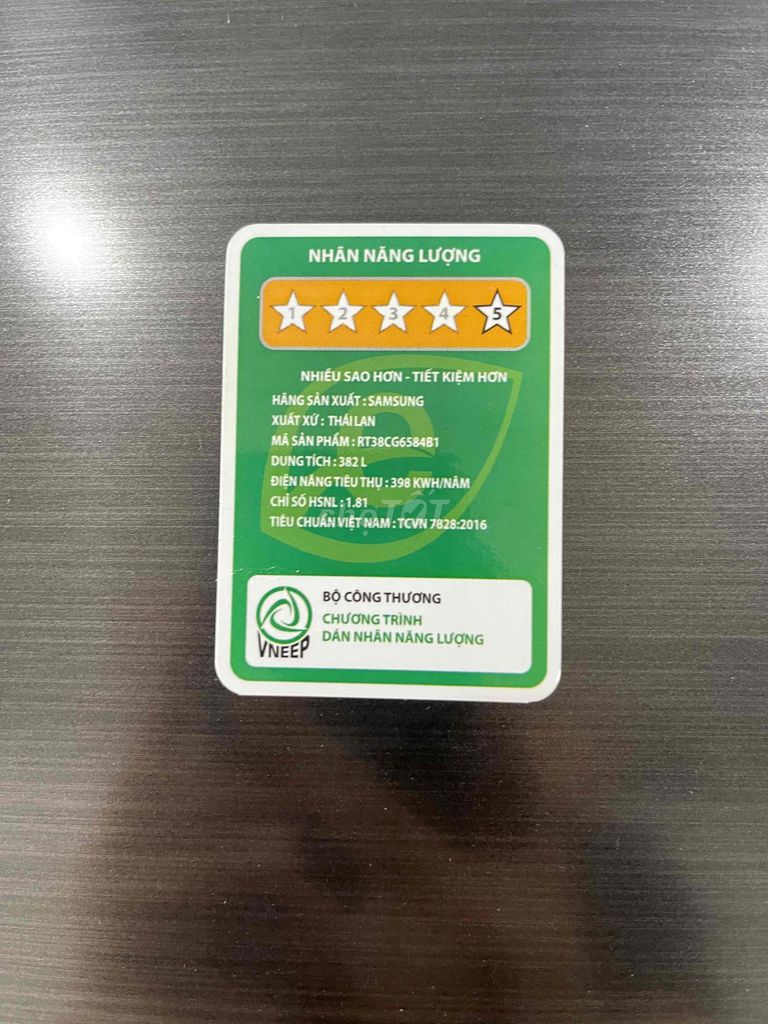 NHÃN NĂNG LƯỢNG
1 2 3 4 5
NHIỀU SAO HƠN - TIẾT KIỆM HƠN
HÃNG SẢN XUẤT : SAMSUNG
XUẤT XỨ : THÁI LAN
MÃ SẢN PHẨM : RT38CG6584B1
DUNG TÍCH : 382 L
ĐIỆN NĂNG TIÊU THỤ : 398 KWH/NĂM
CHỈ SỐ HSNL : 1.81
chợTỐT
TIÊU CHUẨN VIỆT NAM : TCVN 7828:2016
BỘ CÔNG THƯƠNG
CHƯƠNG TRÌNH
DÁN NHÃN NĂNG LƯỢNG
VNEEP